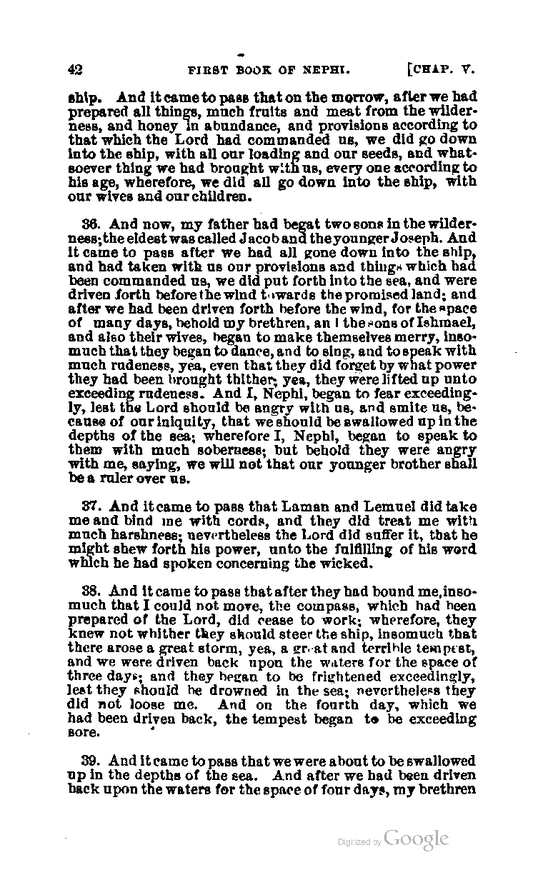 42 FIRST BOOK OF NEPHI. [CHAP. V.
ship. And it came to pass that on the morrow, after we had
prepared all things, much fruits and meat from the wilder-
ness, and honey in abundance, and provisions according to
that which the Lord had commanded us, we did go down
into the ship, with all our loading and our seeds, and what-
soever thing we had brought with us, every one according to
his age, wherefore, we did all go down into the ship, with
our wives and our children.
36. And now, my father had begat two sons in the wilder-
ness; the eldest was called Jacob and the younger Joseph. And
it came to pass after we had all gone down into the ship,
and had taken with us our provisions and things which had
been commanded us, we did put forth into the sea, and were
driven forth before the wind towards the promised land; and
after we had been driven forth before the wind, for the space
of many days, behold my brethren, an l the sons of Ishmael,
and also their wives, began to make themselves merry, inso-
much that they began to dance, and to sing, and to speak with
much rudeness, yea, even that they did forget by what power
they had been brought thither; yea, they were lifted up unto
exceeding rudeness. And I, Nephi, began to fear exceeding-
ly, lest the Lord should be angry with us, and smite us, be-
cause of our iniquity, that we should be swallowed up in the
depths of the sea; wherefore I, Nephi, began to speak to
them with much soberness; but behold they were angry
with me, saying, we will not that our younger brother shall
be a ruler over us.
37. And it came to pass that Laman and Lemuel did take
me and bind me with cords, and they did treat me with
much harshness; nevertheless the Lord did suffer it, that he
might shew forth his power, unto the fulfilling of his word
which he had spoken concerning the wicked.
38. And it came to pass that after they had bound me, inso-
much that I could not move, the compass, which had been
prepared of the Lord, did cease to work; wherefore, they
knew not whither they should steer the ship, insomuch that
there arose a great storm, yea, a great and terrible tempest,
and we were driven back upon the waters for the space of
three days; and they began to be frightened exceedingly,
lest they should be drowned in the sea; nevertheless they
did not loose me. And on the fourth day, which we
had been driven back, the tempest began to be exceeding
sore.
39. And it came to pass that we were about to be swallowed
up in the depths of the sea. And after we had been driven
back upon the waters for the space of four days, my brethren
Digitized by Google